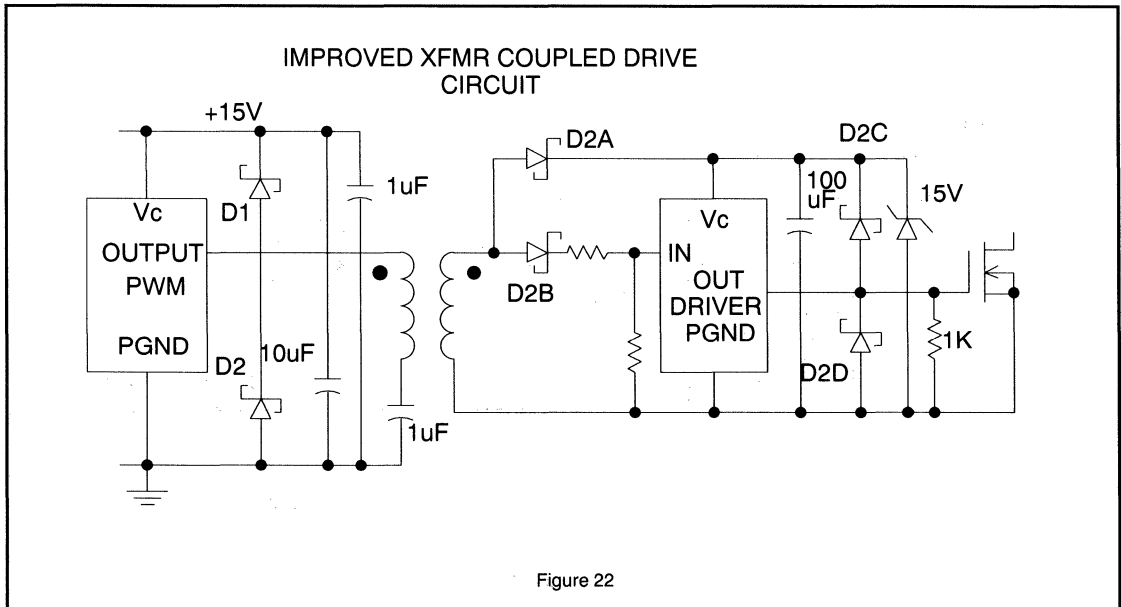 IMPROVED XFMR COUPLED DRIVE
CIRCUIT
+15V
D2A
D2C
Vc
D1
1uF
100
uF
15V
Vc
OUTPUT
PWM
IN
D2B
OUT
DRIVER
PGND
PGND
D2
10uF
1uF
D2D
1K
Figure 22